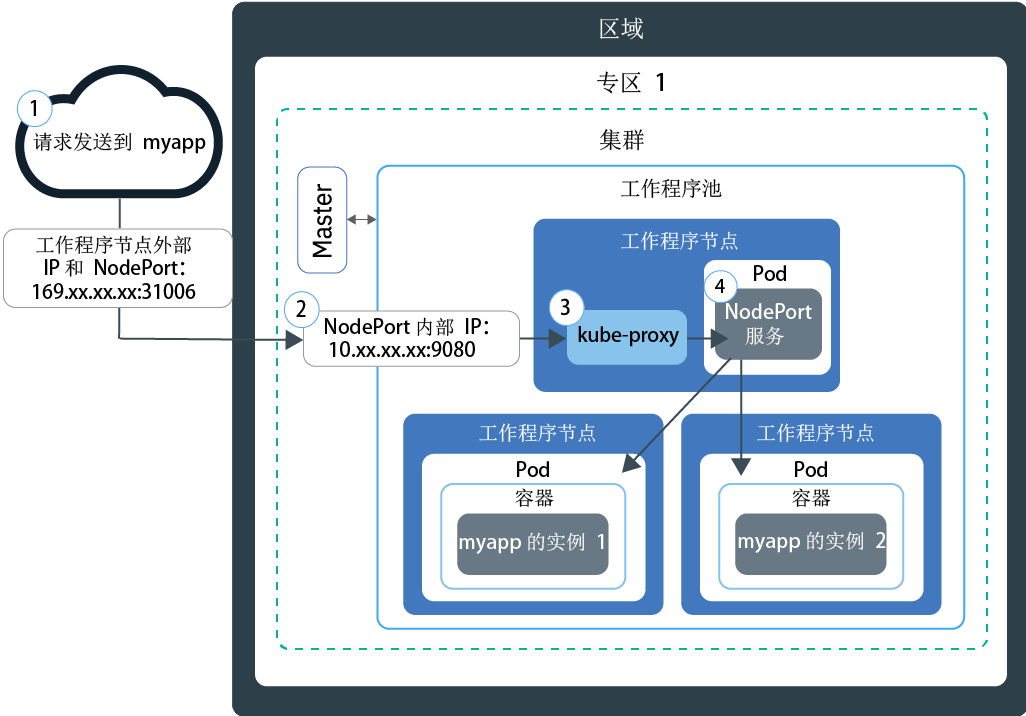 区域
专区 1
集群
1
请求发送到 myapp
工作程序节点外部
IP 和 NodePort：
169.xx.xx.xx:31006
Master
工作程序池
工作程序节点
Pod
2
NodePort 内部 IP：
10.xx.xx.xx:9080
3
kube-proxy
4
NodePort
服务
工作程序节点
Pod
容器
myapp 的实例 1
工作程序节点
Pod
容器
myapp 的实例 2